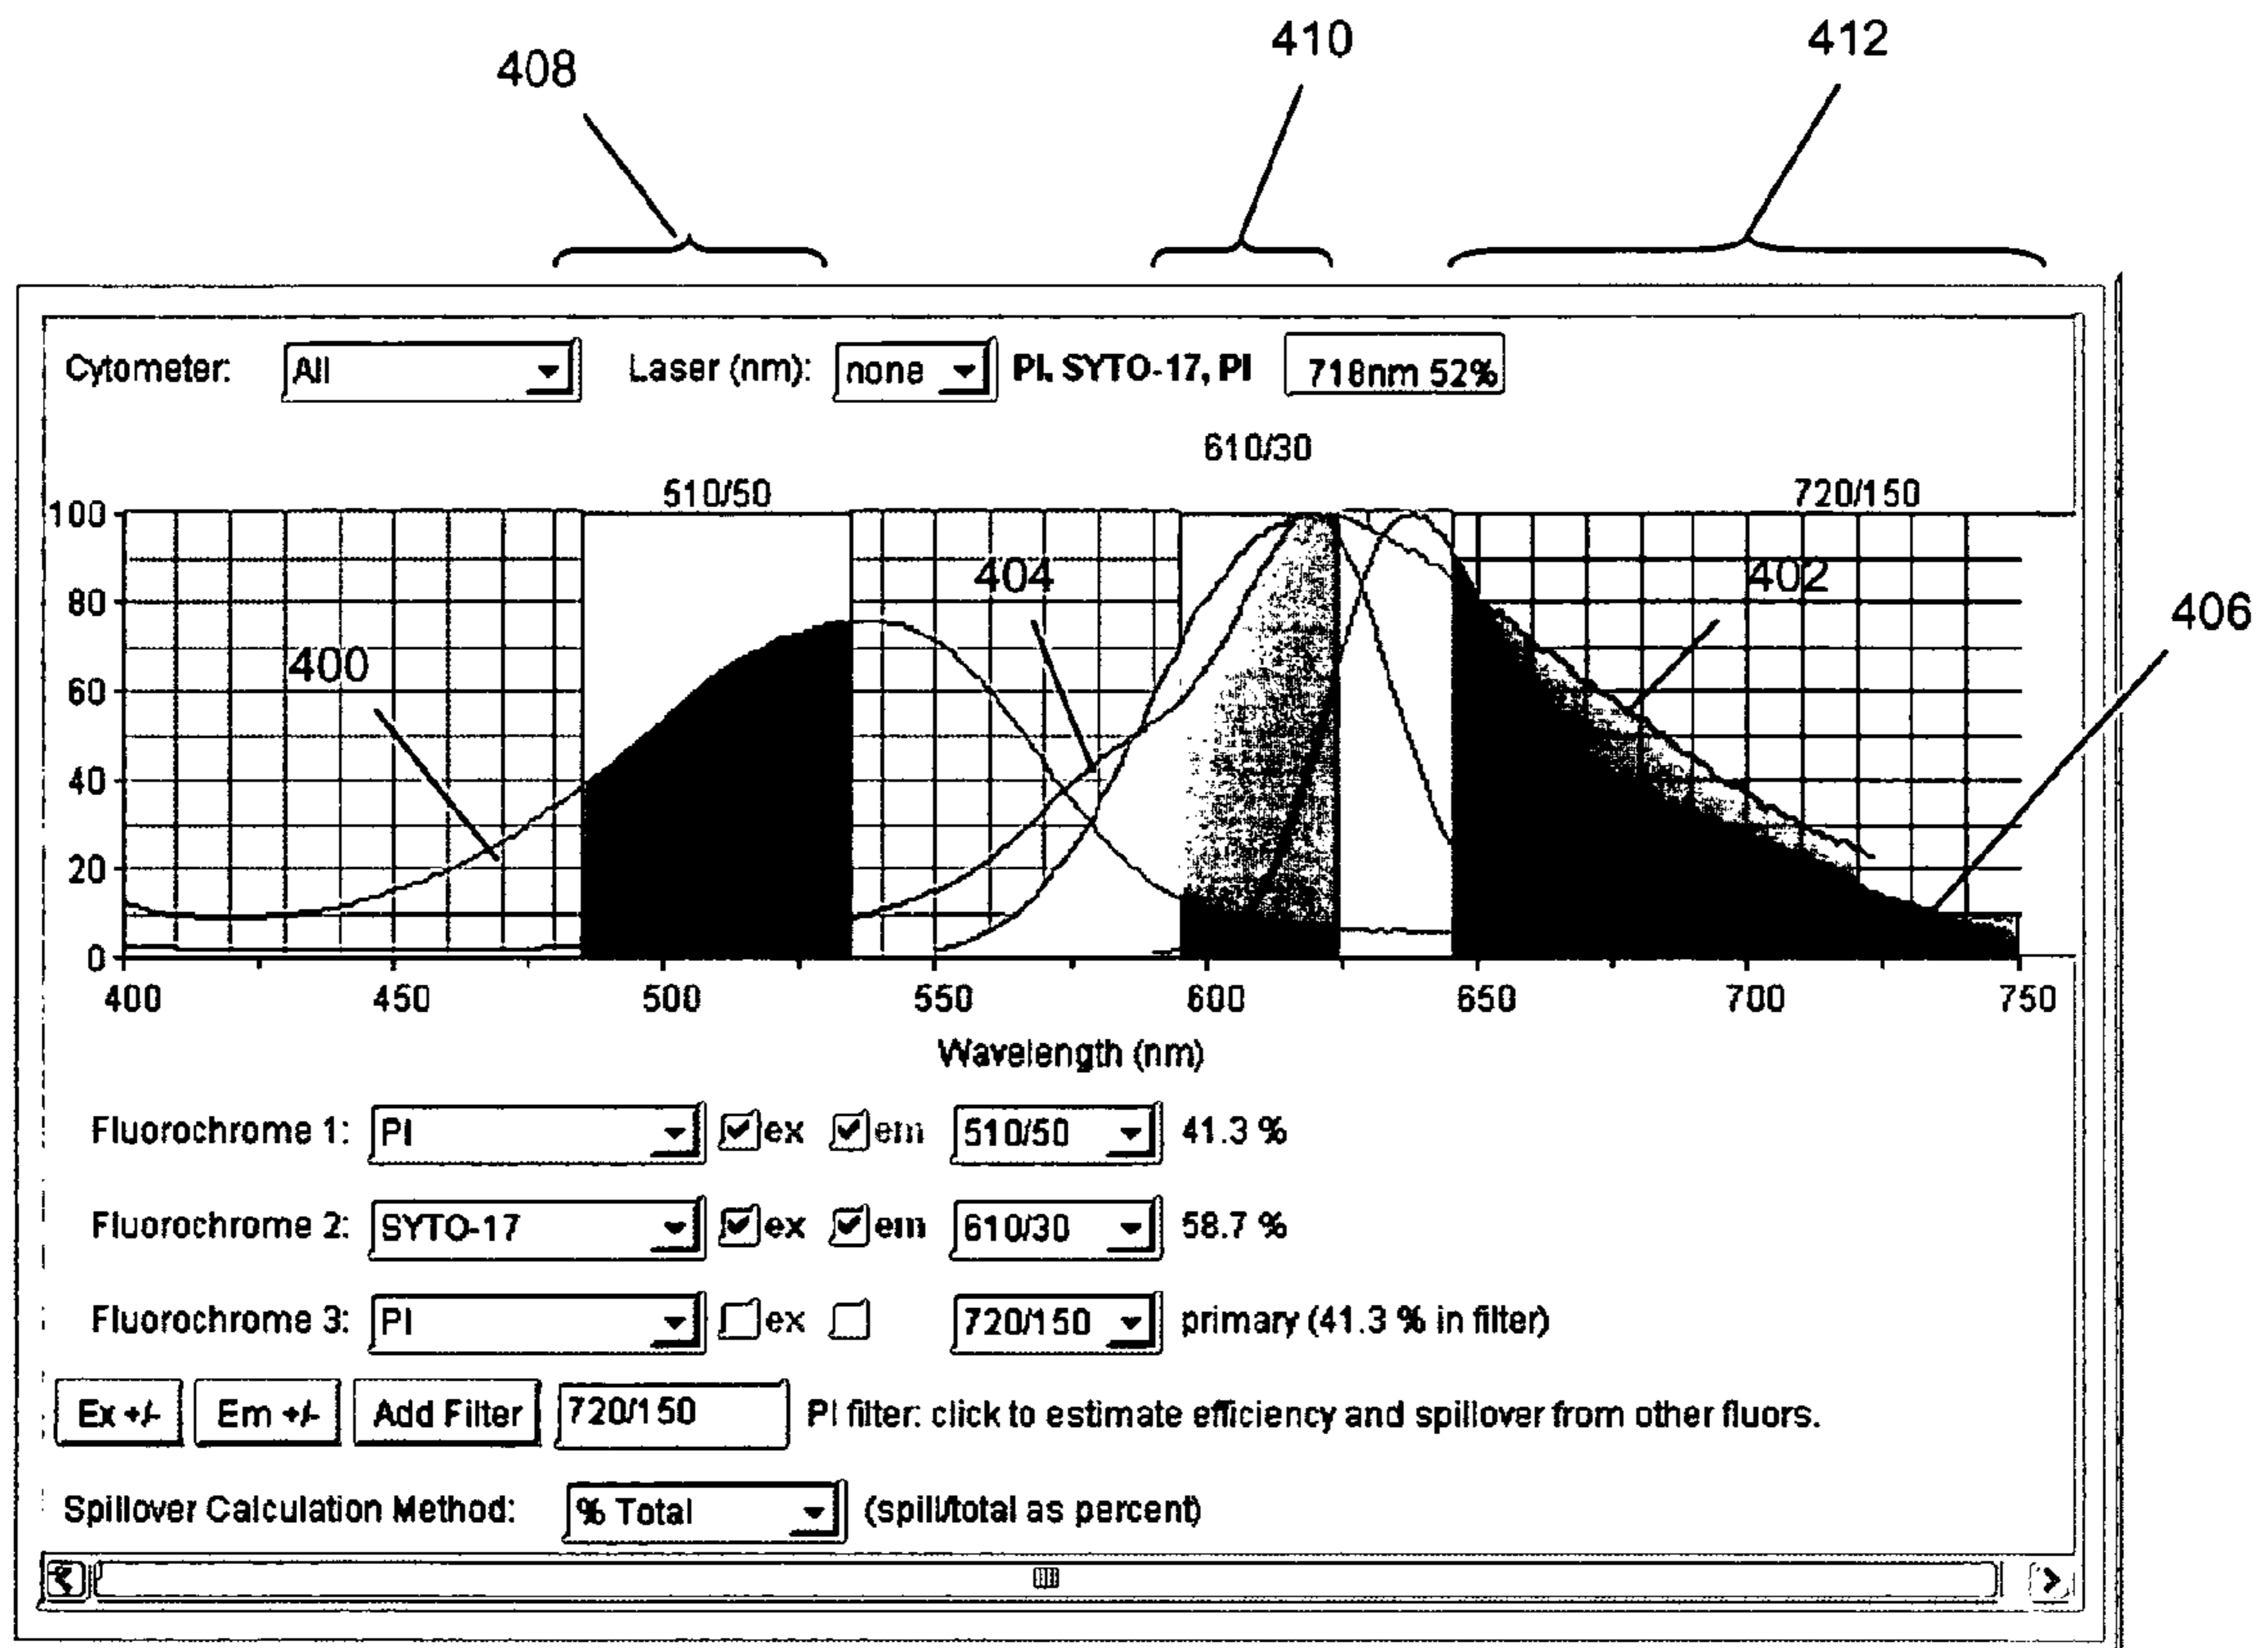 408
410
412
Cytometer: All Laser (nm): none PI, SYTO-17, PI 718nm 52%
610/30
510/50
720/150
100
80
60
40
20
0
404
402
400
406
400 450 500 550 600 650 700 750
Wavelength (nm)
Fluorochrome 1: PI ex em 510/50 41.3 %
Fluorochrome 2: SYTO-17 ex em 610/30 58.7 %
Fluorochrome 3: PI ex 720/150 primary (41.3 % in filter)
Ex +/- Em +/- Add Filter 720/150 PI filter: click to estimate efficiency and spillover from other fluors.
Spillover Calculation Method: % Total (spill/total as percent)